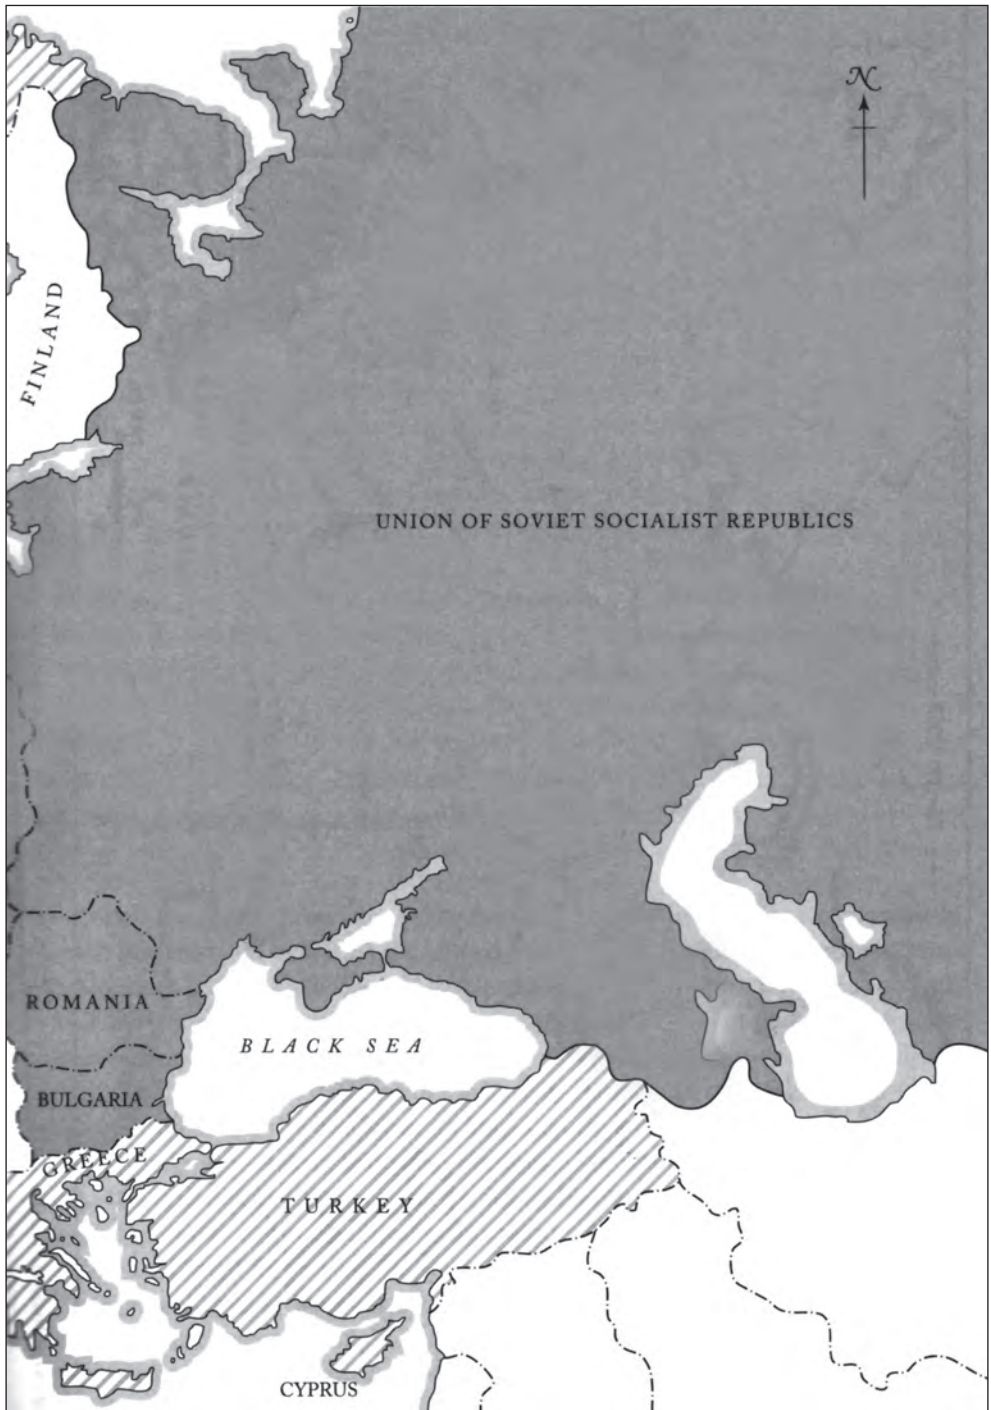 N
FINLAND
UNION OF SOVIET SOCIALIST REPUBLICS
ROMANIA
BLACK SEA
BULGARIA
GREECE
TURKEY
CYPRUS